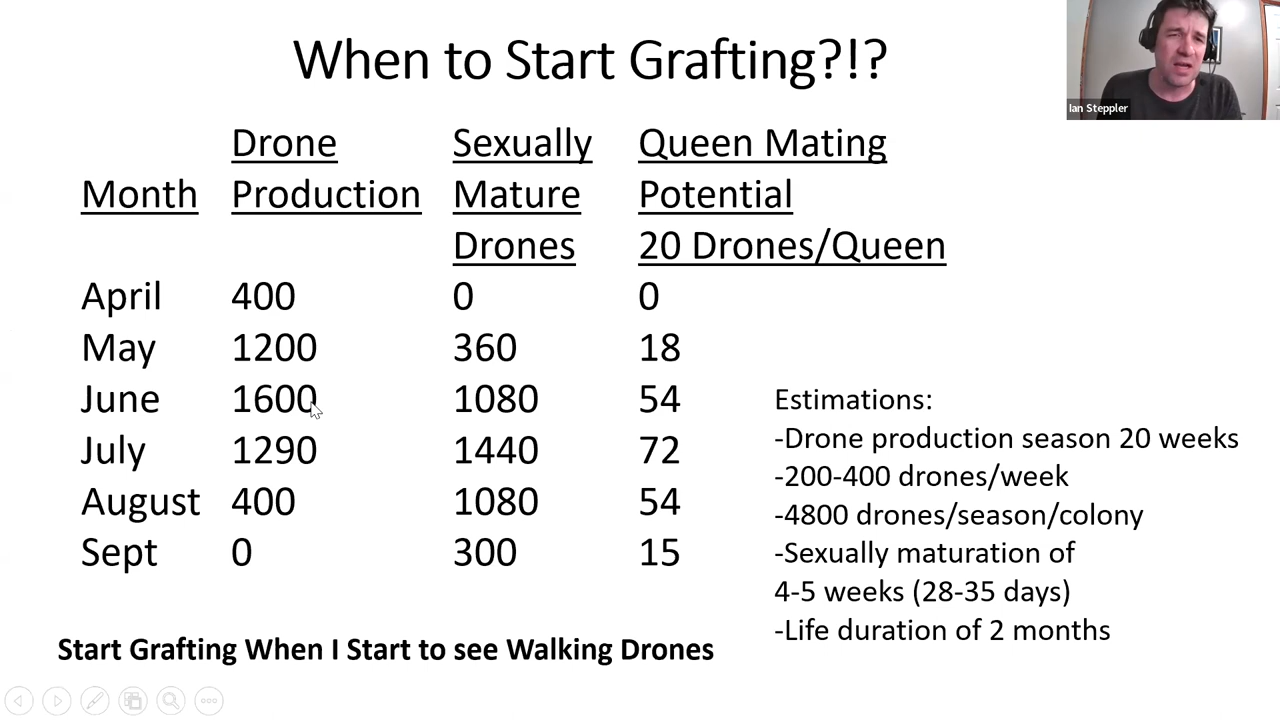 When to Start Grafting?!?
Ian Steppler
Drone Sexually Queen Mating
Month Production Mature Potential
Drones 20 Drones/Queen
April 400 0 0
May 1200 360 18
June 1600 1080 54
July 1290 1440 72
August 400 1080 54
Sept 0 300 15
Estimations:
-Drone production season 20 weeks
-200-400 drones/week
-4800 drones/season/colony
-Sexually maturation of
4-5 weeks (28-35 days)
-Life duration of 2 months
Start Grafting When I Start to see Walking Drones